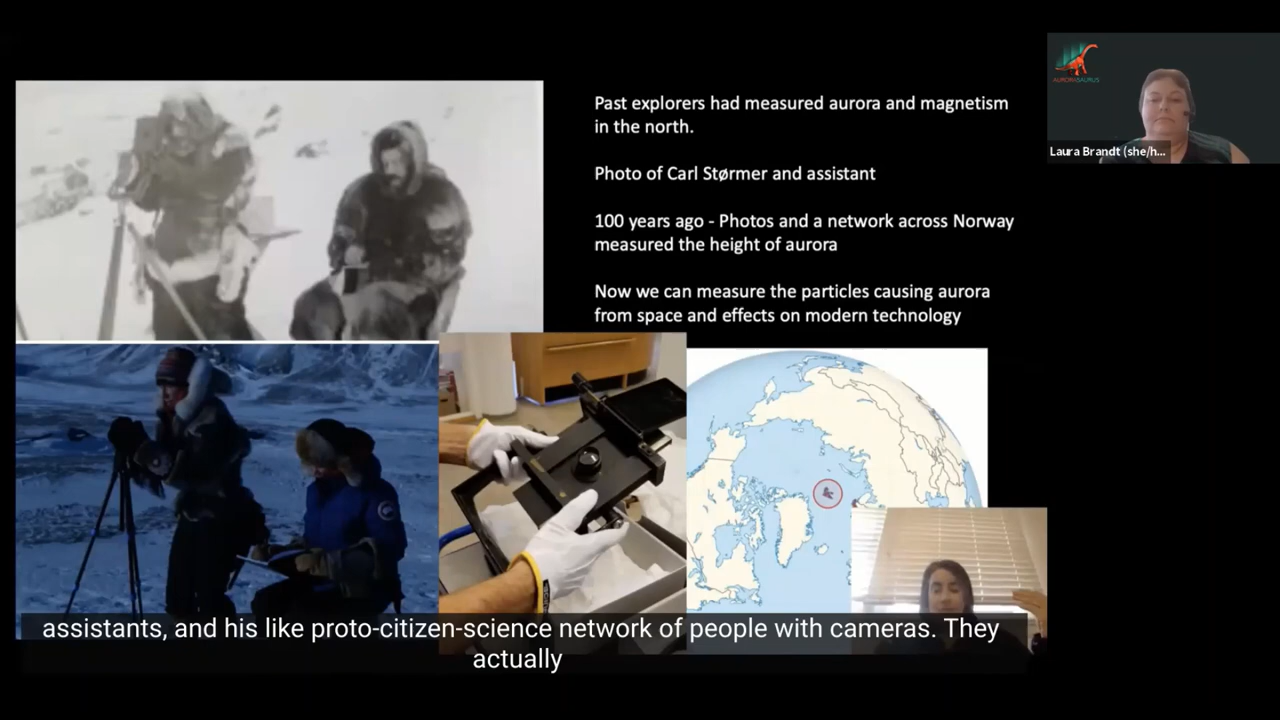 Past explorers had measured aurora and magnetism
in the north.
Photo of Carl Størmer and assistant
100 years ago - Photos and a network across Norway
measured the height of aurora
Now we can measure the particles causing aurora
from space and effects on modern technology
AURORASAURUS
Laura Brandt (she/h...
assistants, and his like proto-citizen-science network of people with cameras. They
actually